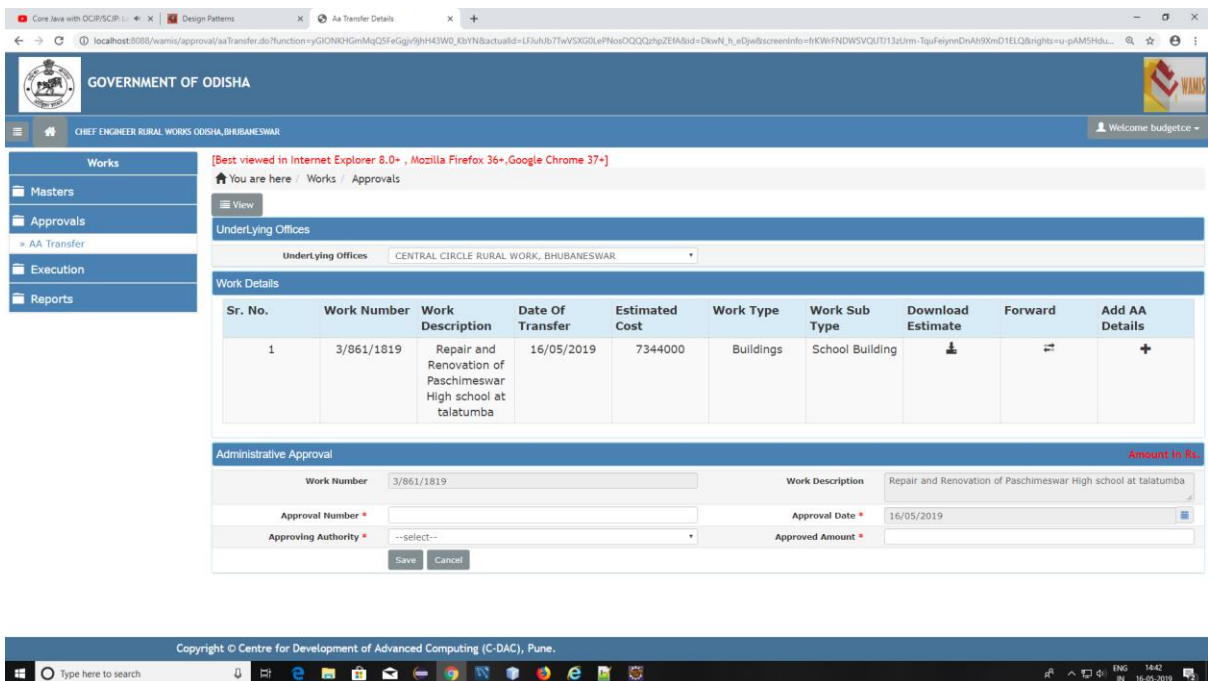 Core Java with OCJP/SCJP: La
Design Patterns
Aa Transfer Details
localhost:8088/wamis/approval/aaTransfer.do?function=
GOVERNMENT OF ODISHA
WAMIS
CHIEF ENGINEER RURAL WORKS ODISHA,BHUBANESWAR
Welcome budgetce
Works
Masters
Approvals
» AA Transfer
Execution
Reports
[Best viewed in Internet Explorer 8.0+ , Mozilla Firefox 36+,Google Chrome 37+]
You are here / Works / Approvals
View
UnderLying Offices
UnderLying Offices CENTRAL CIRCLE RURAL WORK, BHUBANESWAR
Work Details
Sr. No. Work Number Work Description Date Of Transfer Estimated Cost Work Type Work Sub Type Download Estimate Forward Add AA Details
1 3/861/1819 Repair and Renovation of Paschimeswar High school at talatumba 16/05/2019 7344000 Buildings School Building
Administrative Approval Amount in Rs.
Work Number 3/861/1819 Work Description Repair and Renovation of Paschimeswar High school at talatumba
Approval Number * Approval Date * 16/05/2019
Approving Authority * --select-- Approved Amount *
Save Cancel
Copyright © Centre for Development of Advanced Computing (C-DAC), Pune.
Type here to search
ENG 14:42
IN 16-05-2019